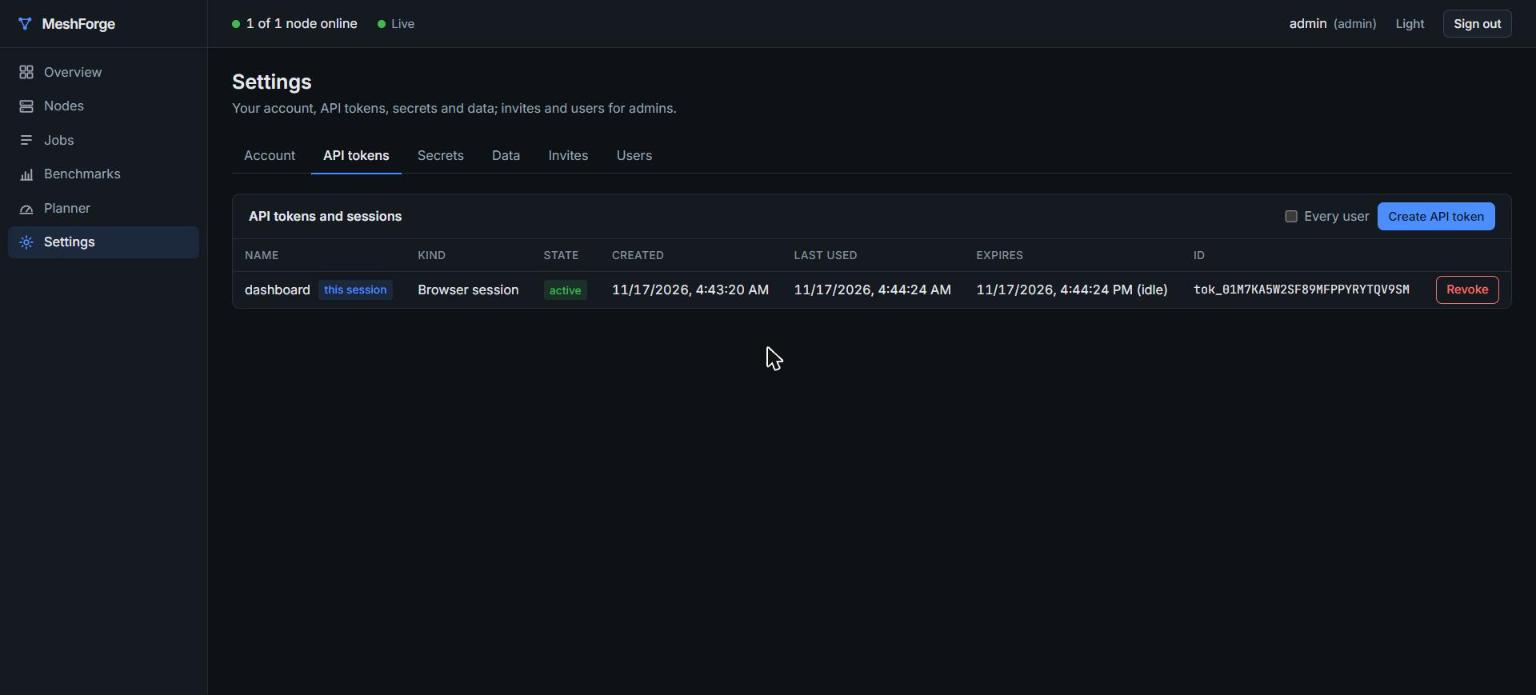 MeshForge
1 of 1 node online Live
admin (admin) Light Sign out
Overview
Nodes
Jobs
Benchmarks
Planner
Settings
Settings
Your account, API tokens, secrets and data; invites and users for admins.
Account API tokens Secrets Data Invites Users
API tokens and sessions Every user Create API token
NAME KIND STATE CREATED LAST USED EXPIRES ID
dashboard this session Browser session active 11/17/2026, 4:43:20 AM 11/17/2026, 4:44:24 AM 11/17/2026, 4:44:24 PM (idle) tok_01M7KA5W2SF89MFPPYRYTQV9SM Revoke